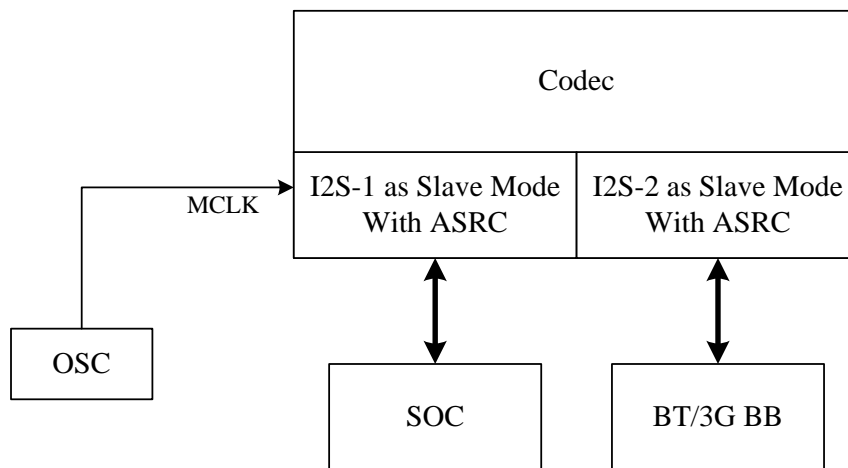 Codec
I2S-1 as Slave Mode
With ASRC
I2S-2 as Slave Mode
With ASRC
MCLK
OSC
SOC
BT/3G BB